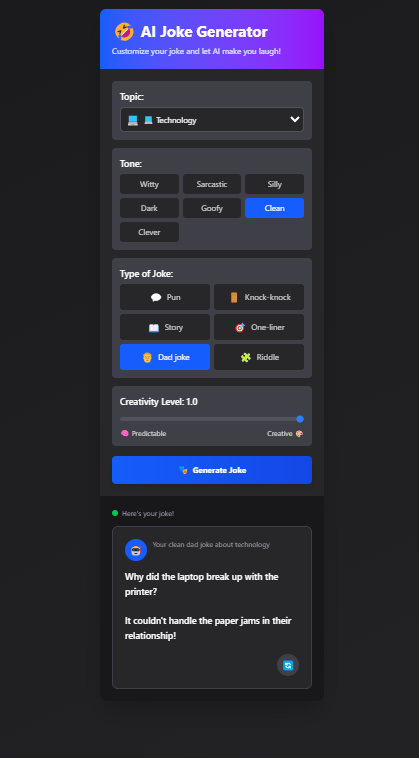 🤣 AI Joke Generator
Customize your joke and let AI make you laugh!
Topic:
💻 💻 Technology
Tone:
Witty Sarcastic Silly
Dark Goofy Clean
Clever
Type of Joke:
💬 Pun 🚪 Knock-knock
📖 Story 🎯 One-liner
👴 Dad joke 🧩 Riddle
Creativity Level: 1.0
🧠 Predictable Creative 🎨
🎭 Generate Joke
Here's your joke!
Your clean dad joke about technology
Why did the laptop break up with the
printer?
It couldn't handle the paper jams in their
relationship!